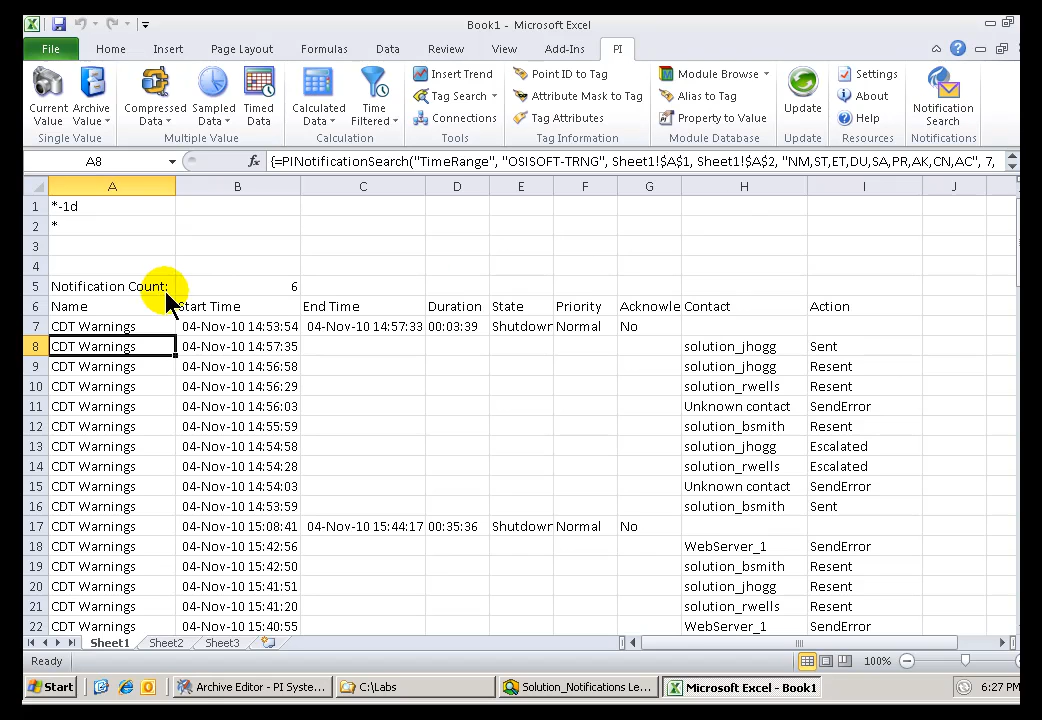 Book1 - Microsoft Excel
File Home Insert Page Layout Formulas Data Review View Add-Ins PI
Current Value Archive Value Compressed Data Sampled Data Timed Data Calculated Data Time Filtered Insert Trend Tag Search Connections Point ID to Tag Attribute Mask to Tag Tag Attributes Module Browse Alias to Tag Property to Value Update Settings About Help Notification Search
Single Value Multiple Value Calculation Tools Tag Information Module Database Update Resources Notifications
A8 fx {=PINotificationSearch("TimeRange", "OSISOFT-TRNG", Sheet1!$A$1, Sheet1!$A$2, "NM,ST,ET,DU,SA,PR,AK,CN,AC", 7,
A B C D E F G H I J
1 *-1d
2 *
3
4
5 Notification Count: 6
6 Name Start Time End Time Duration State Priority Acknowle Contact Action
7 CDT Warnings 04-Nov-10 14:53:54 04-Nov-10 14:57:33 00:03:39 Shutdown Normal No
8 CDT Warnings 04-Nov-10 14:57:35 solution_jhogg Sent
9 CDT Warnings 04-Nov-10 14:56:58 solution_jhogg Resent
10 CDT Warnings 04-Nov-10 14:56:29 solution_rwells Resent
11 CDT Warnings 04-Nov-10 14:56:03 Unknown contact SendError
12 CDT Warnings 04-Nov-10 14:55:59 solution_bsmith Resent
13 CDT Warnings 04-Nov-10 14:54:58 solution_jhogg Escalated
14 CDT Warnings 04-Nov-10 14:54:28 solution_rwells Escalated
15 CDT Warnings 04-Nov-10 14:54:03 Unknown contact SendError
16 CDT Warnings 04-Nov-10 14:53:59 solution_bsmith Sent
17 CDT Warnings 04-Nov-10 15:08:41 04-Nov-10 15:44:17 00:35:36 Shutdown Normal No
18 CDT Warnings 04-Nov-10 15:42:56 WebServer_1 SendError
19 CDT Warnings 04-Nov-10 15:42:50 solution_bsmith Resent
20 CDT Warnings 04-Nov-10 15:41:51 solution_jhogg Resent
21 CDT Warnings 04-Nov-10 15:41:20 solution_rwells Resent
22 CDT Warnings 04-Nov-10 15:40:55 WebServer_1 SendError
Sheet1 Sheet2 Sheet3
Ready 100%
Start Archive Editor - PI Syste... C:\Labs Solution_Notifications Le... Microsoft Excel - Book1 6:27 PM